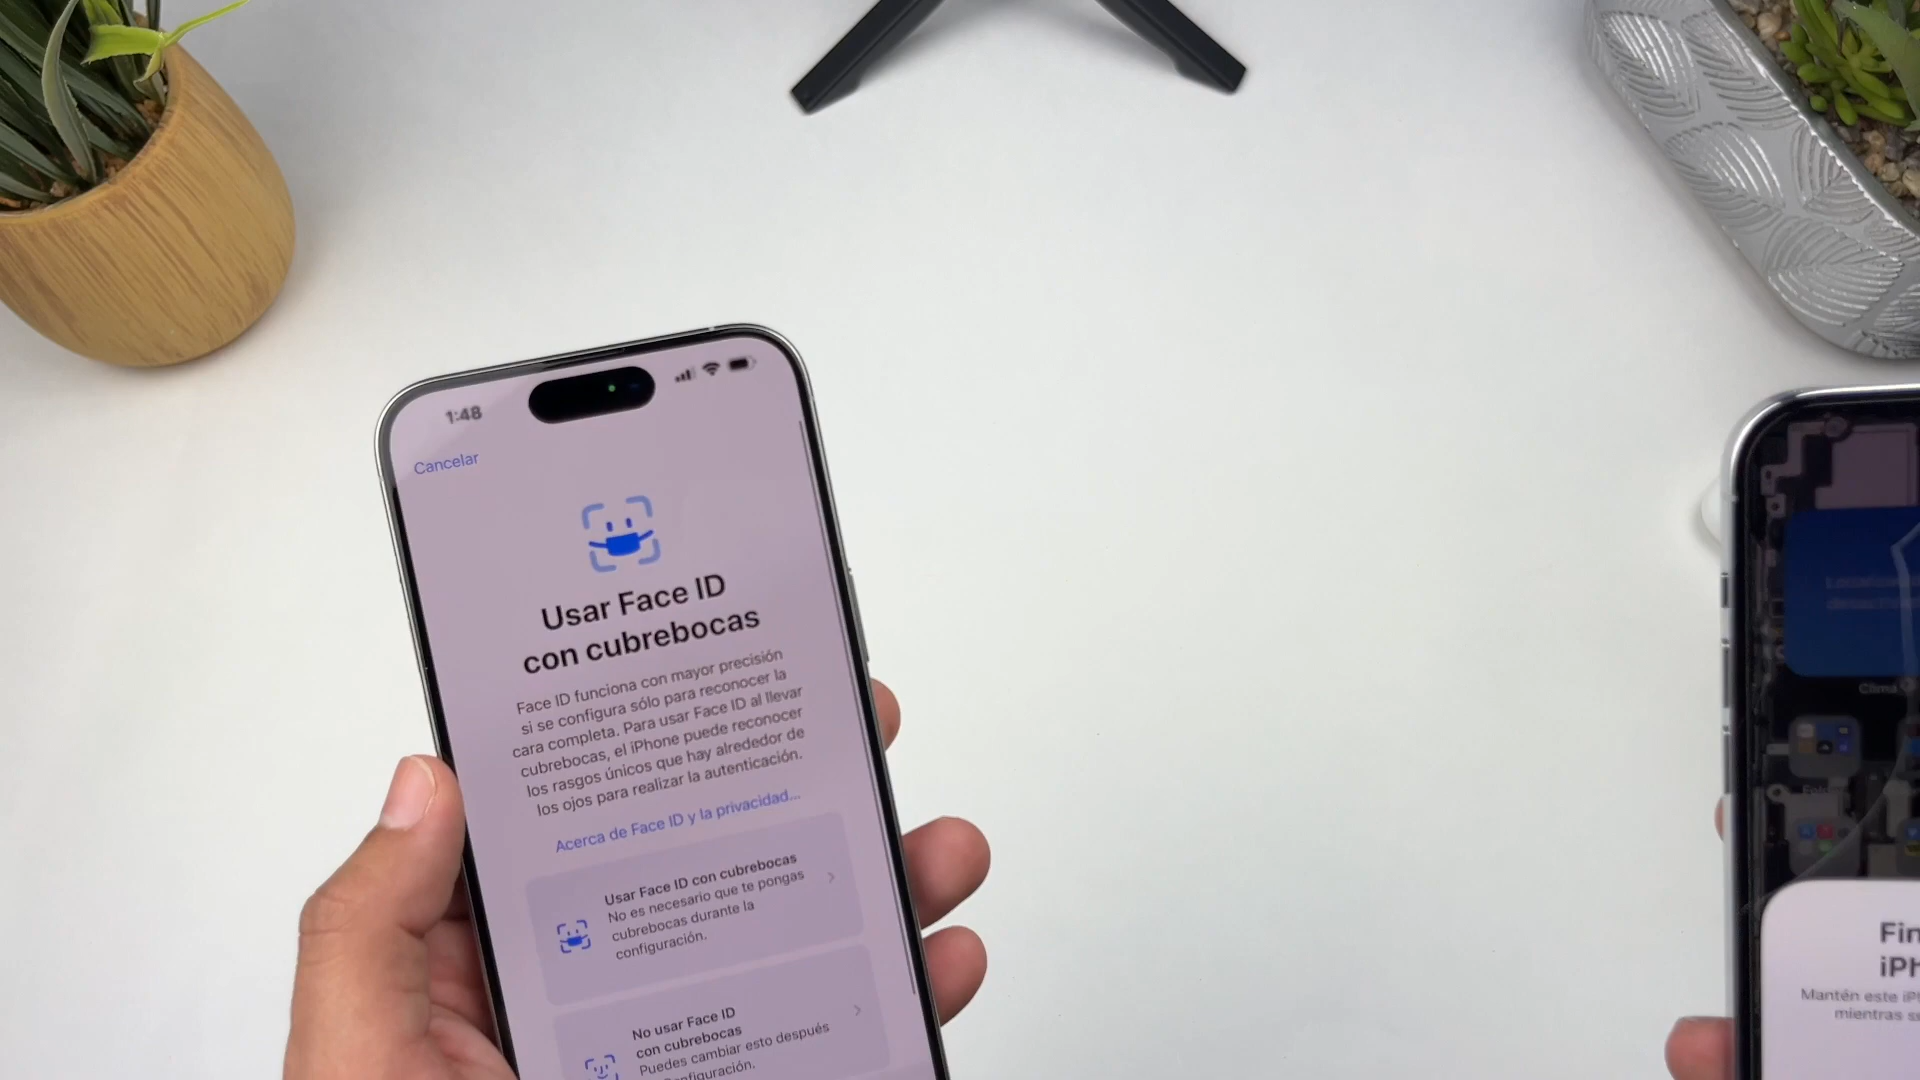 1:48
Cancelar
Usar Face ID
con cubrebocas
Face ID funciona con mayor precisión
si se configura sólo para reconocer la
cara completa. Para usar Face ID al llevar
cubrebocas, el iPhone puede reconocer
los rasgos únicos que hay alrededor de
los ojos para realizar la autenticación.
Acerca de Face ID y la privacidad...
Usar Face ID con cubrebocas
No es necesario que te pongas
cubrebocas durante la
configuración.
No usar Face ID
con cubrebocas
Puedes cambiar esto después
Configuración.
Clima
Fin
iPh
Mantén este iPh
mientras s